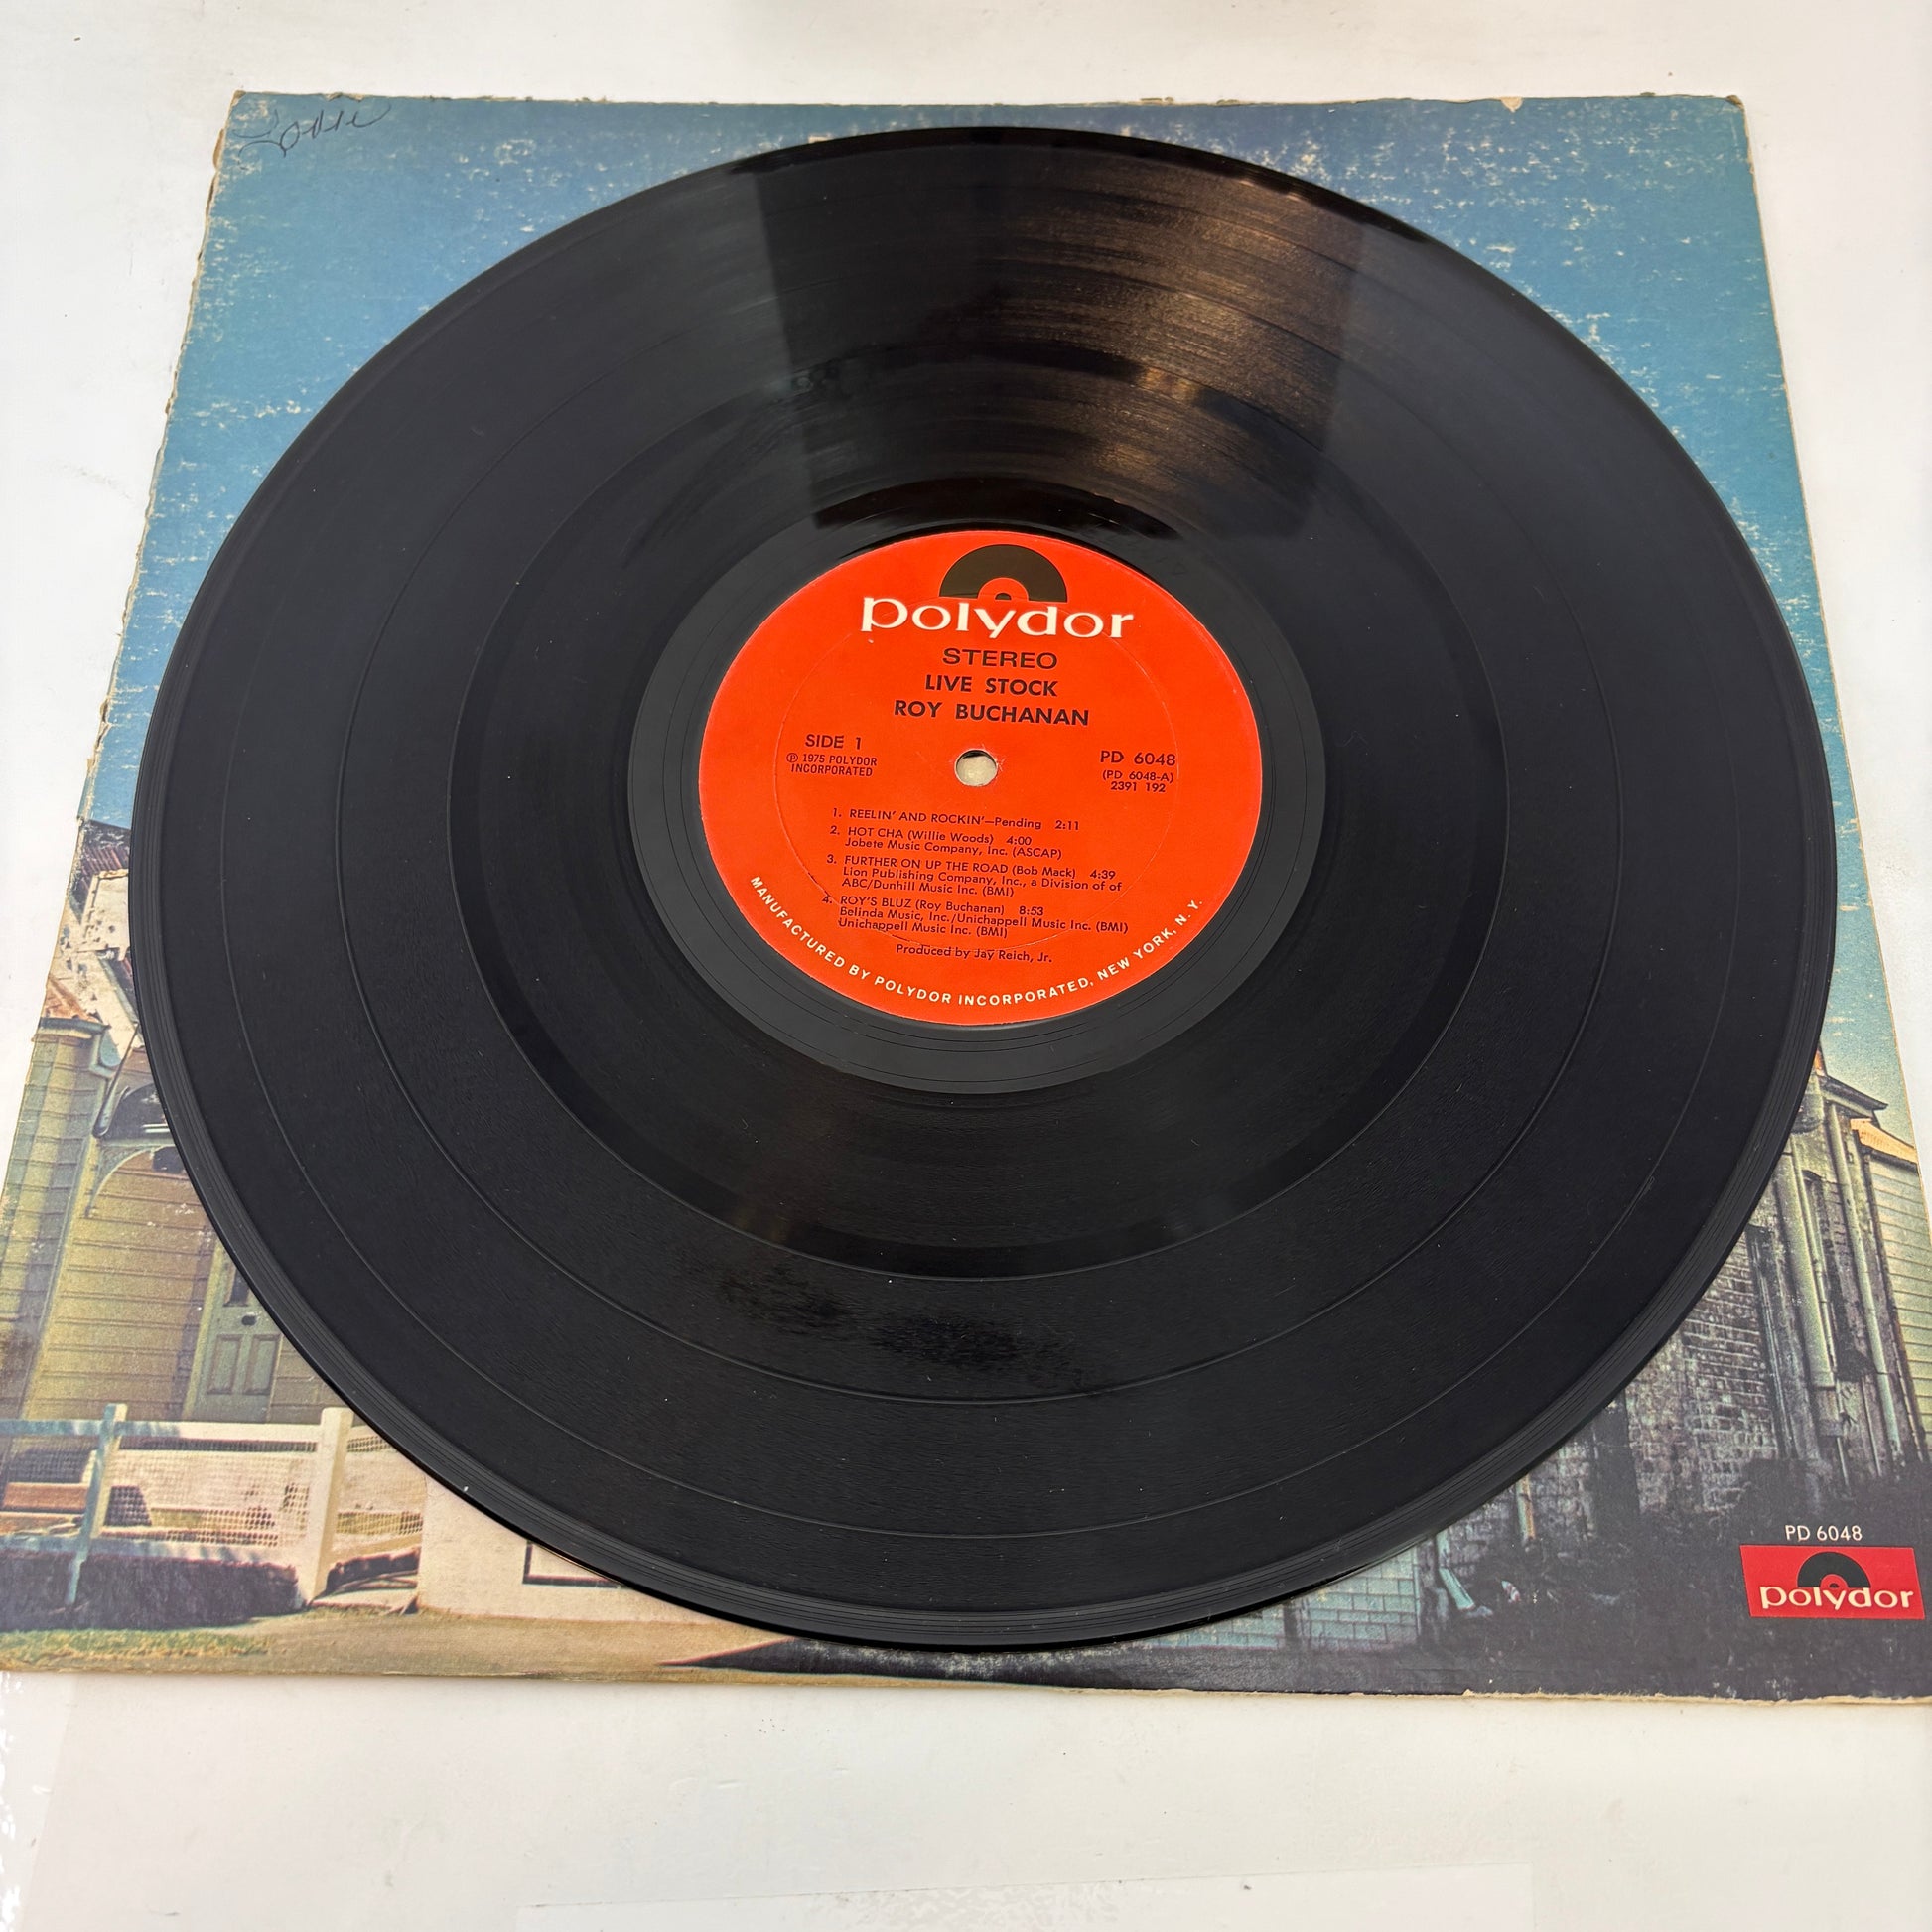 polydor
STEREO
LIVE STOCK
ROY BUCHANAN
SIDE 1
℗ 1975 POLYDOR
INCORPORATED
PD 6048
(PD 6048-A)
2391 192
1. REELIN' AND ROCKIN'—Pending 2:11
2. HOT CHA (Willie Woods) 4:00
Jobete Music Company, Inc. (ASCAP)
3. FURTHER ON UP THE ROAD (Bob Mack) 4:39
Lion Publishing Company, Inc., a Division of of
ABC/Dunhill Music Inc. (BMI)
4. ROY'S BLUZ (Roy Buchanan) 8:53
Belinda Music, Inc./Unichappell Music Inc. (BMI)
Unichappell Music Inc. (BMI)
Produced by Jay Reich, Jr.
MANUFACTURED BY POLYDOR INCORPORATED, NEW YORK, N. Y.
PD 6048
polydor